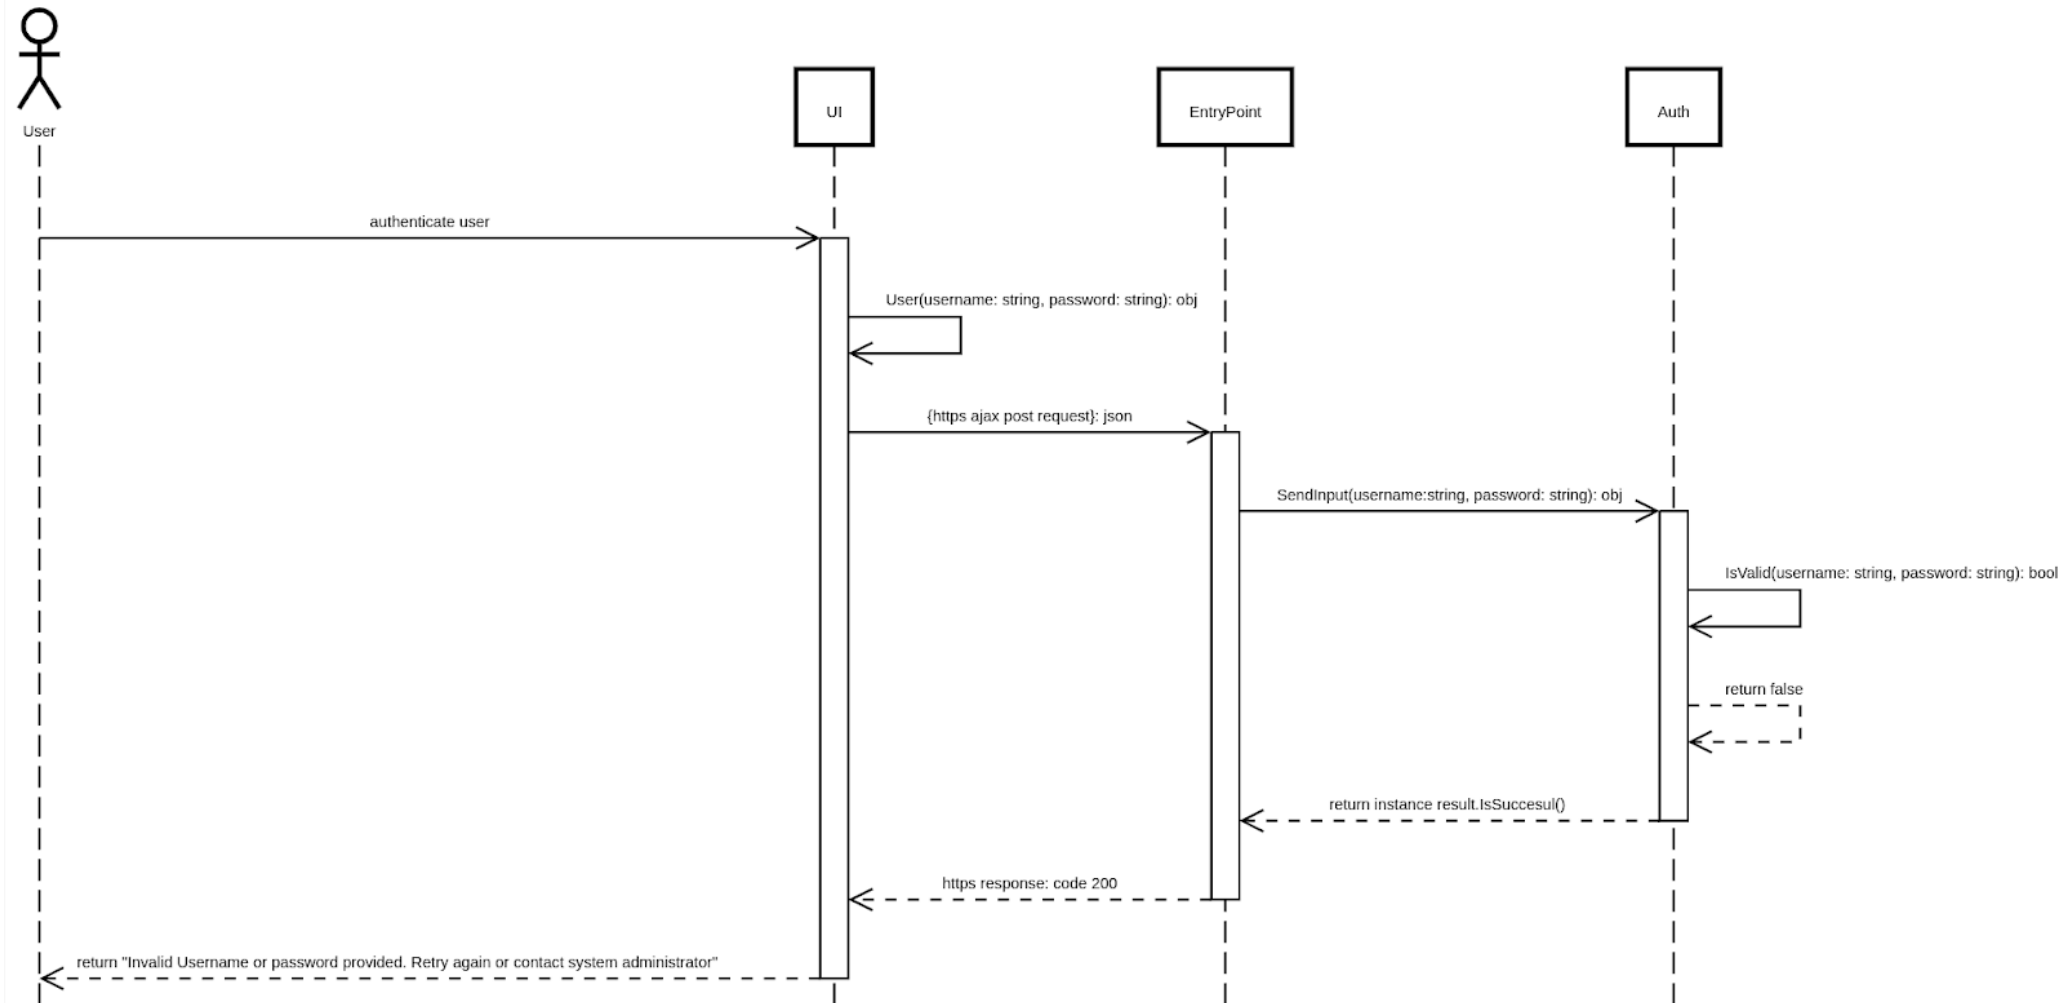 User
UI
EntryPoint
Auth
authenticate user
User(username: string, password: string): obj
{https ajax post request}: json
SendInput(username:string, password: string): obj
IsValid(username: string, password: string): bool
return false
return instance result.IsSuccesul()
https response: code 200
return "Invalid Username or password provided. Retry again or contact system administrator"